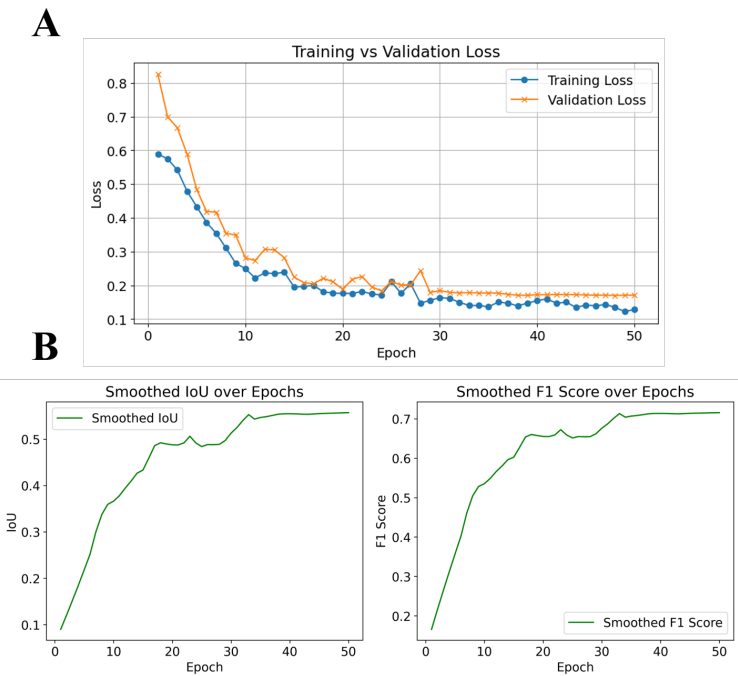 A
Training vs Validation Loss
Training Loss
Validation Loss
0.8
0.7
0.6
0.5
0.4
0.3
0.2
0.1
Loss
0 10 20 30 40 50
Epoch
B
Smoothed IoU over Epochs
Smoothed IoU
0.5
0.4
0.3
0.2
0.1
IoU
0 10 20 30 40 50
Epoch
Smoothed F1 Score over Epochs
0.7
0.6
0.5
0.4
0.3
0.2
F1 Score
Smoothed F1 Score
0 10 20 30 40 50
Epoch